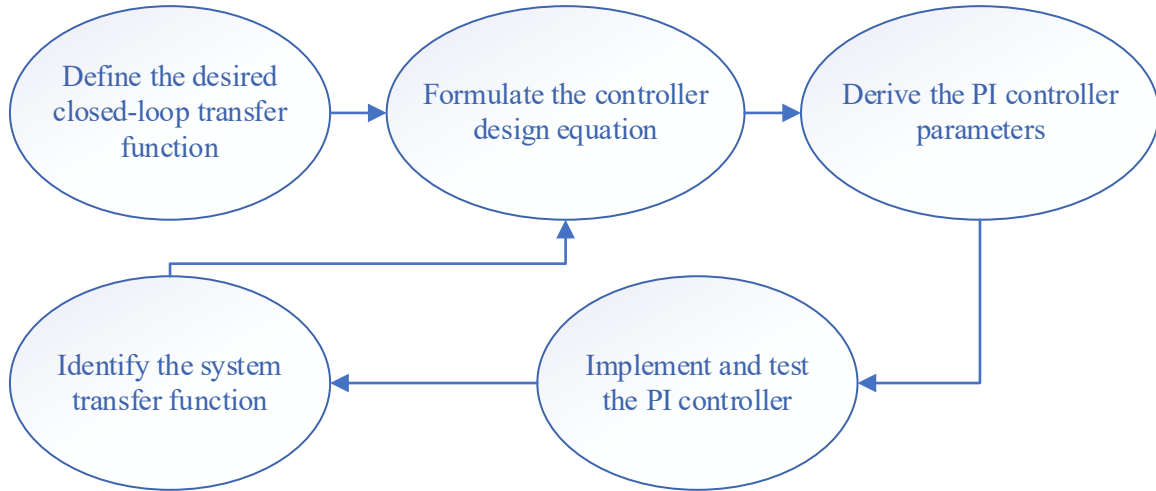 Define the desired
closed-loop transfer
function
Formulate the controller
design equation
Derive the PI controller
parameters
Identify the system
transfer function
Implement and test
the PI controller